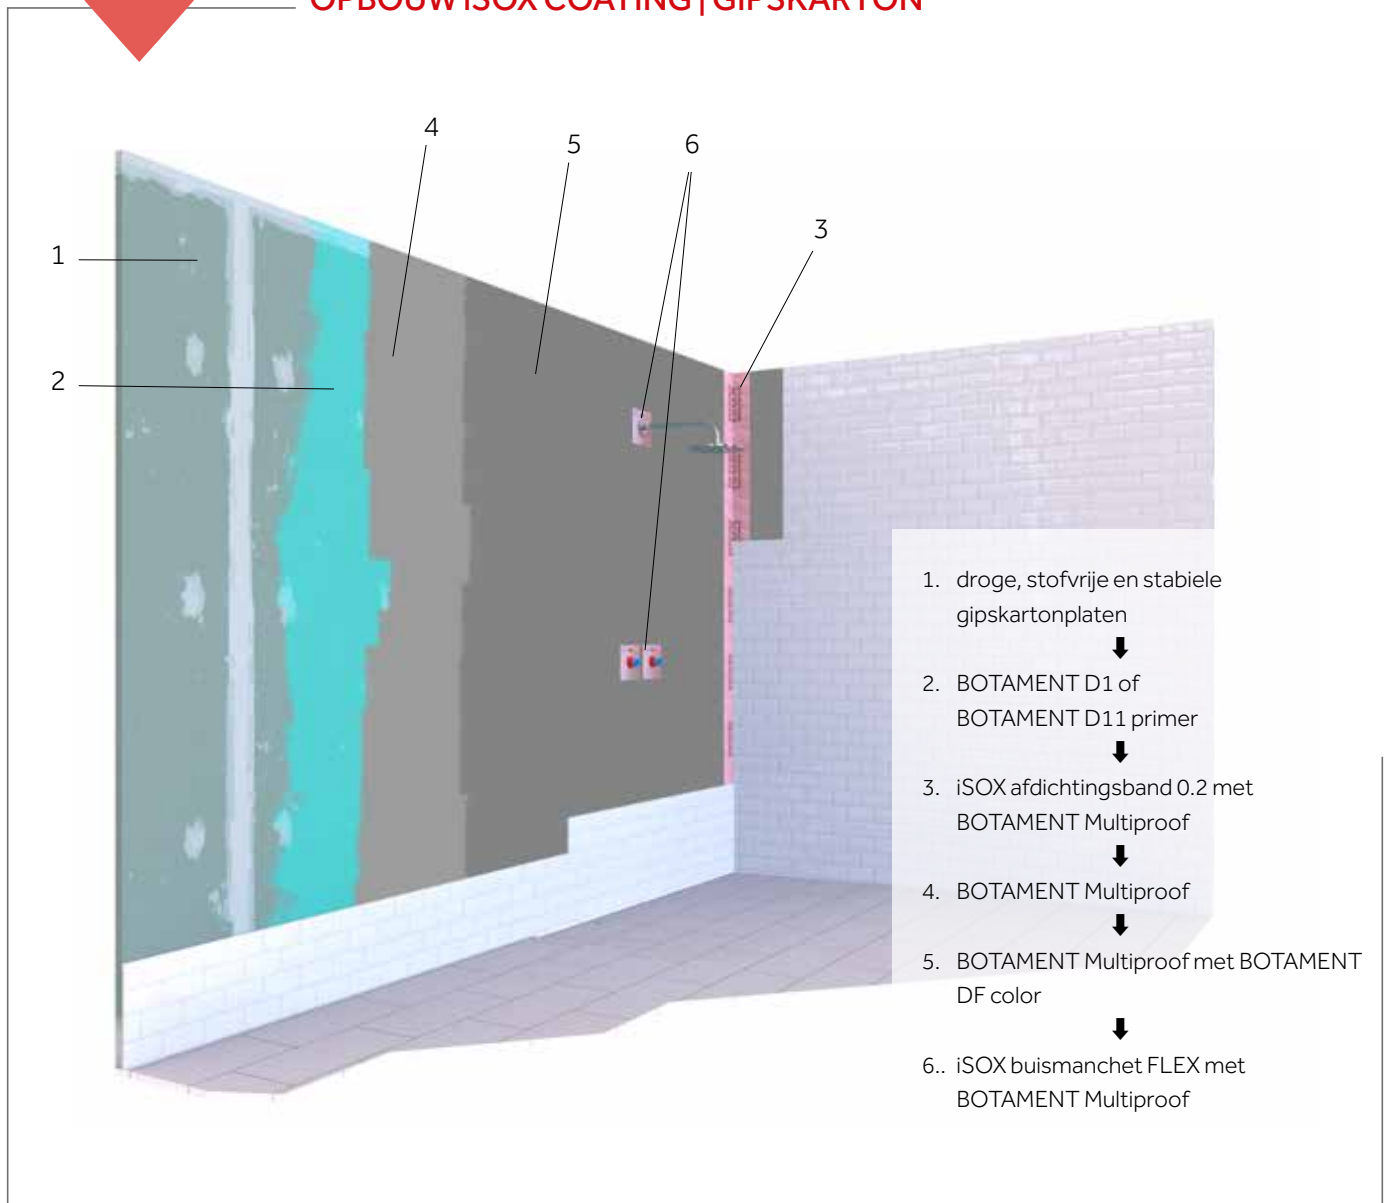 OPBOUW iSOX COATING | GIPSKARTON
4
5
6
3
1
2
1. droge, stofvrije en stabiele
gipskartonplaten
2. BOTAMENT D1 of
BOTAMENT D11 primer
3. iSOX afdichtingsband 0.2 met
BOTAMENT Multiproof
4. BOTAMENT Multiproof
5. BOTAMENT Multiproof met BOTAMENT
DF color
6.. iSOX buismanchet FLEX met
BOTAMENT Multiproof